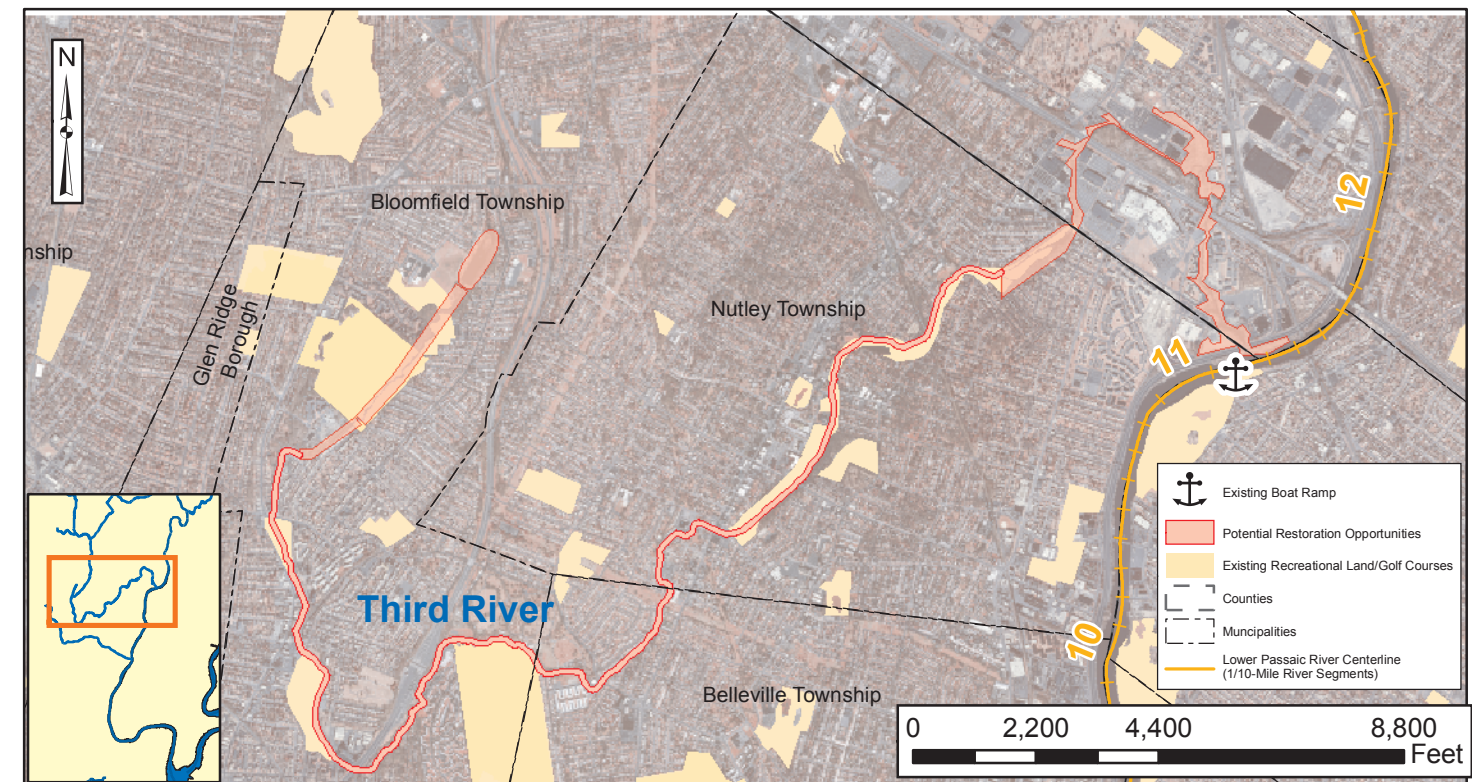 N
Bloomfield Township
nship
Glen Ridge
Borough
Nutley Township
12
11
10
Third River
Belleville Township
Existing Boat Ramp
Potential Restoration Opportunities
Existing Recreational Land/Golf Courses
Counties
Muncipalities
Lower Passaic River Centerline
(1/10-Mile River Segments)
0 2,200 4,400 8,800
Feet